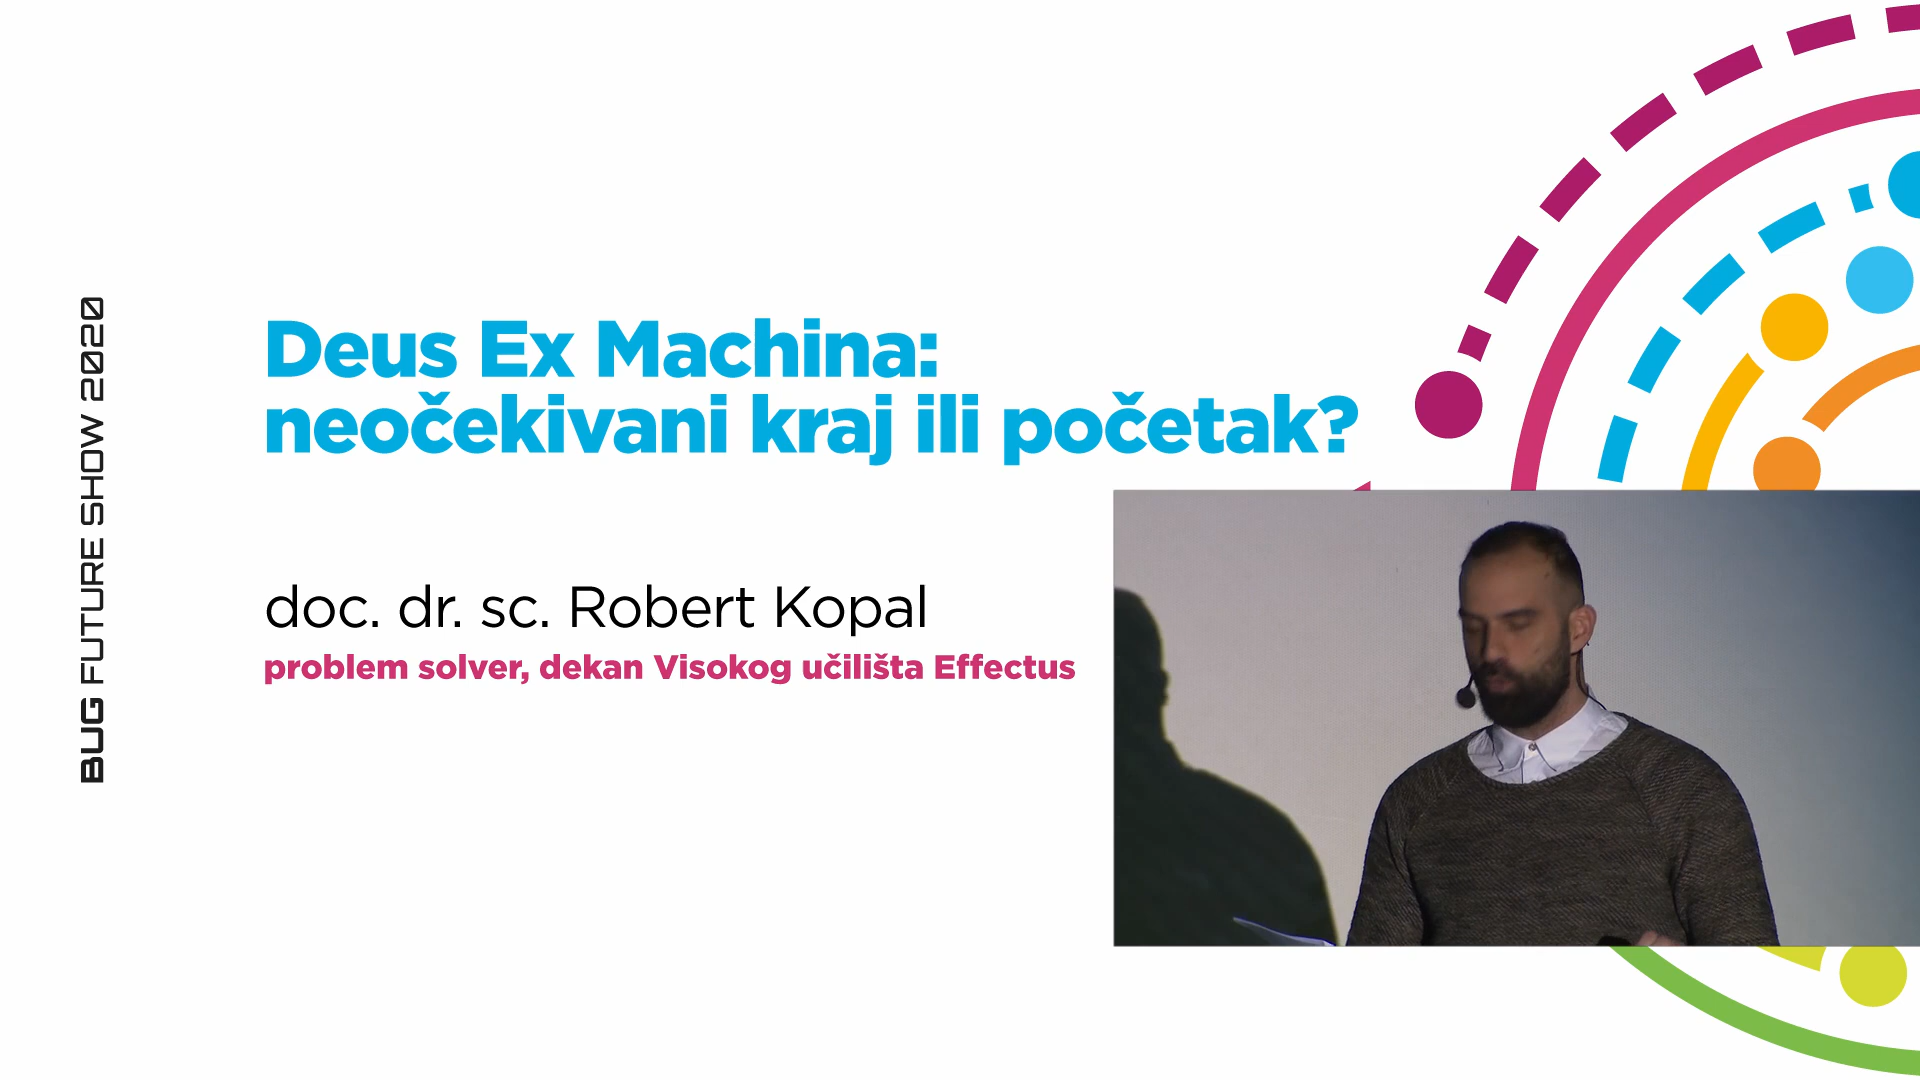 BUG FUTURE SHOW 2020
Deus Ex Machina:
neočekivani kraj ili početak?
doc. dr. sc. Robert Kopal
problem solver, dekan Visokog učilišta Effectus